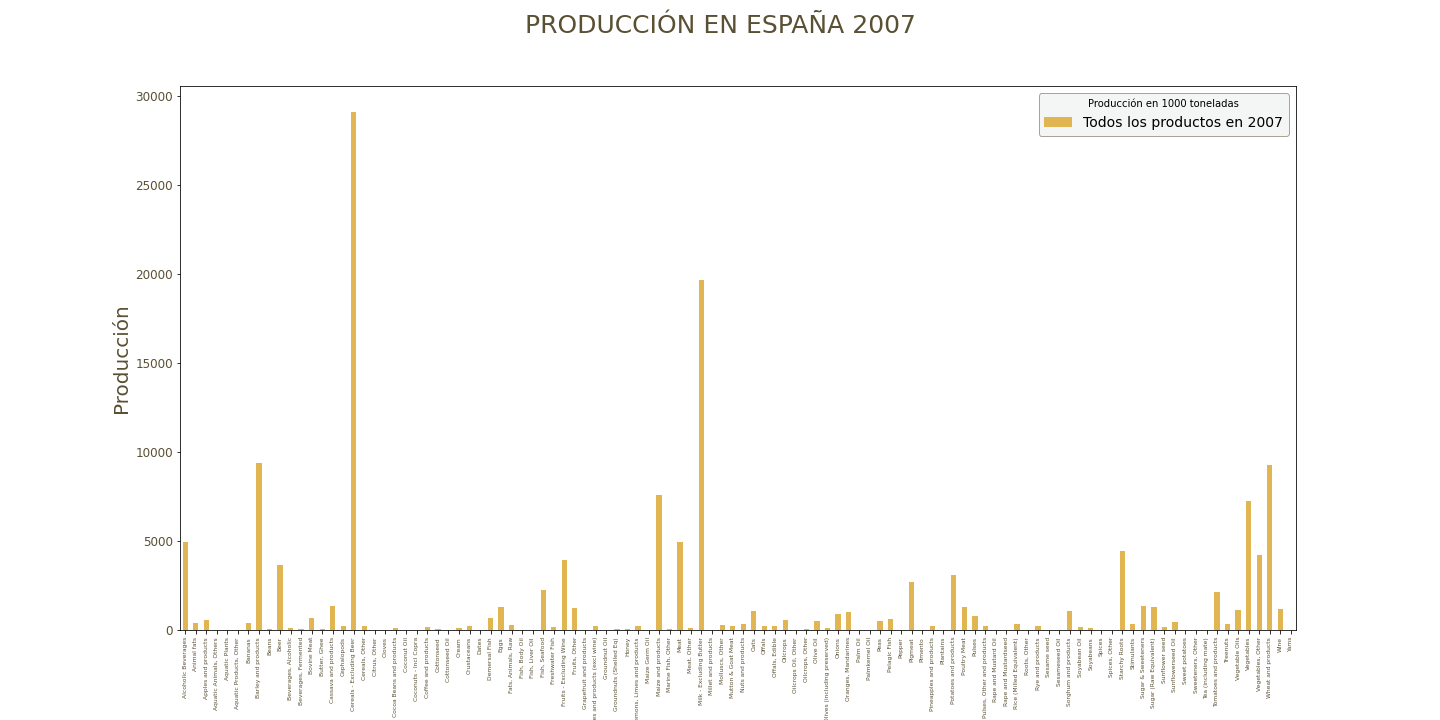 PRODUCCIÓN EN ESPAÑA 2007
Producción
30000
25000
20000
15000
10000
5000
0
Producción en 1000 toneladas
Todos los productos en 2007
Alcoholic Beverages
Animal fats
Apples and products
Aquatic Animals, Others
Aquatic Plants
Aquatic Products, Other
Bananas
Barley and products
Beans
Beer
Beverages, Alcoholic
Beverages, Fermented
Bovine Meat
Butter, Ghee
Cassava and products
Cephalopods
Cereals - Excluding Beer
Cereals, Other
Citrus, Other
Cloves
Cocoa Beans and products
Coconut Oil
Coconuts - Incl Copra
Coffee and products
Cottonseed
Cottonseed Oil
Cream
Crustaceans
Dates
Demersal Fish
Eggs
Fats, Animals, Raw
Fish, Body Oil
Fish, Liver Oil
Fish, Seafood
Freshwater Fish
Fruits - Excluding Wine
Fruits, Other
Grapefruit and products
es and products (excl wine)
Groundnut Oil
Groundnuts (Shelled Eq)
Honey
emons, Limes and products
Maize Germ Oil
Maize and products
Marine Fish, Other
Meat
Meat, Other
Milk - Excluding Butter
Millet and products
Molluscs, Other
Mutton & Goat Meat
Nuts and products
Oats
Offals
Offals, Edible
Oilcrops
Oilcrops Oil, Other
Oilcrops, Other
Olive Oil
lives (including preserved)
Onions
Oranges, Mandarines
Palm Oil
Palmkernel Oil
Peas
Pelagic Fish
Pepper
Pigmeat
Pimento
Pineapples and products
Plantains
Potatoes and products
Poultry Meat
Pulses
Pulses, Other and products
Rape and Mustard Oil
Rape and Mustardseed
Rice (Milled Equivalent)
Roots, Other
Rye and products
Sesame seed
Sesameseed Oil
Sorghum and products
Soyabean Oil
Soyabeans
Spices
Spices, Other
Starchy Roots
Stimulants
Sugar & Sweeteners
Sugar (Raw Equivalent)
Sunflower seed
Sunflowerseed Oil
Sweet potatoes
Sweeteners, Other
Tea (including mate)
Tomatoes and products
Treenuts
Vegetable Oils
Vegetables
Vegetables, Other
Wheat and products
Wine
Yams